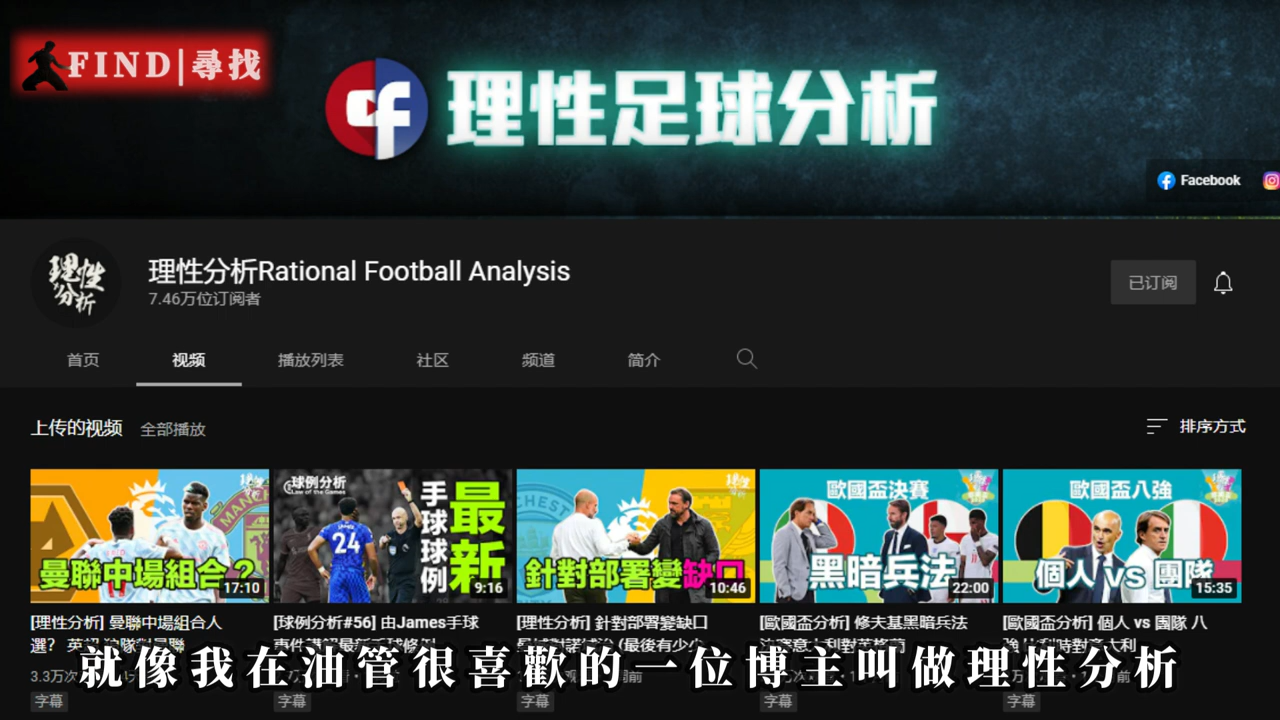 FIND|尋找
理性足球分析
Facebook
理性分析
理性分析Rational Football Analysis
7.46万位订阅者
已订阅
首页 视频 播放列表 社区 频道 简介
上传的视频 全部播放
排序方式
曼聯中場組合?
17:10
球例分析
Law of the Games
手球球例
最新
JAMES
24
9:16
針對部署變缺口
10:46
歐國盃決賽
黑暗兵法
22:00
歐國盃八強
個人 vs 團隊
15:35
[理性分析] 曼聯中場組合人
[球例分析#56] 由James手球
[理性分析] 針對部署變缺口
[歐國盃分析] 修夫基黑暗兵法
[歐國盃分析] 個人 vs 團隊 八
就像我在油管很喜歡的一位博主叫做理性分析
字幕
字幕
字幕
字幕
字幕